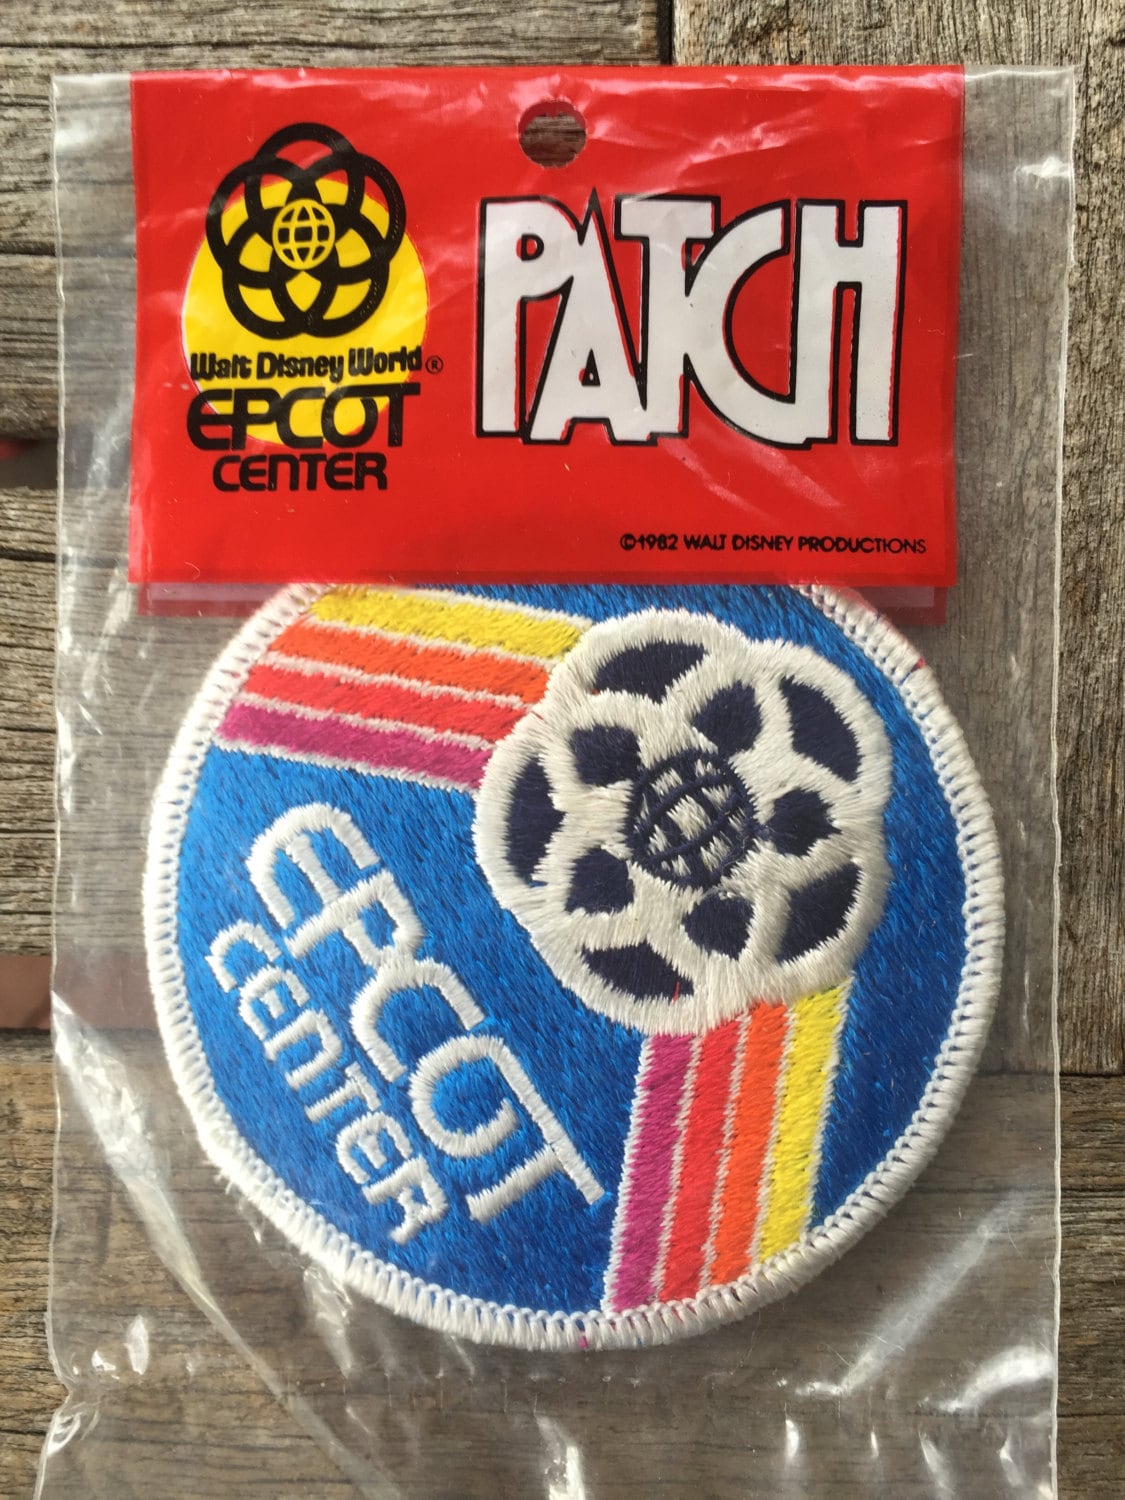 Walt Disney World®
EPCOT
CENTER
PATCH
©1982 WALT DISNEY PRODUCTIONS
EPCOT
CENTER